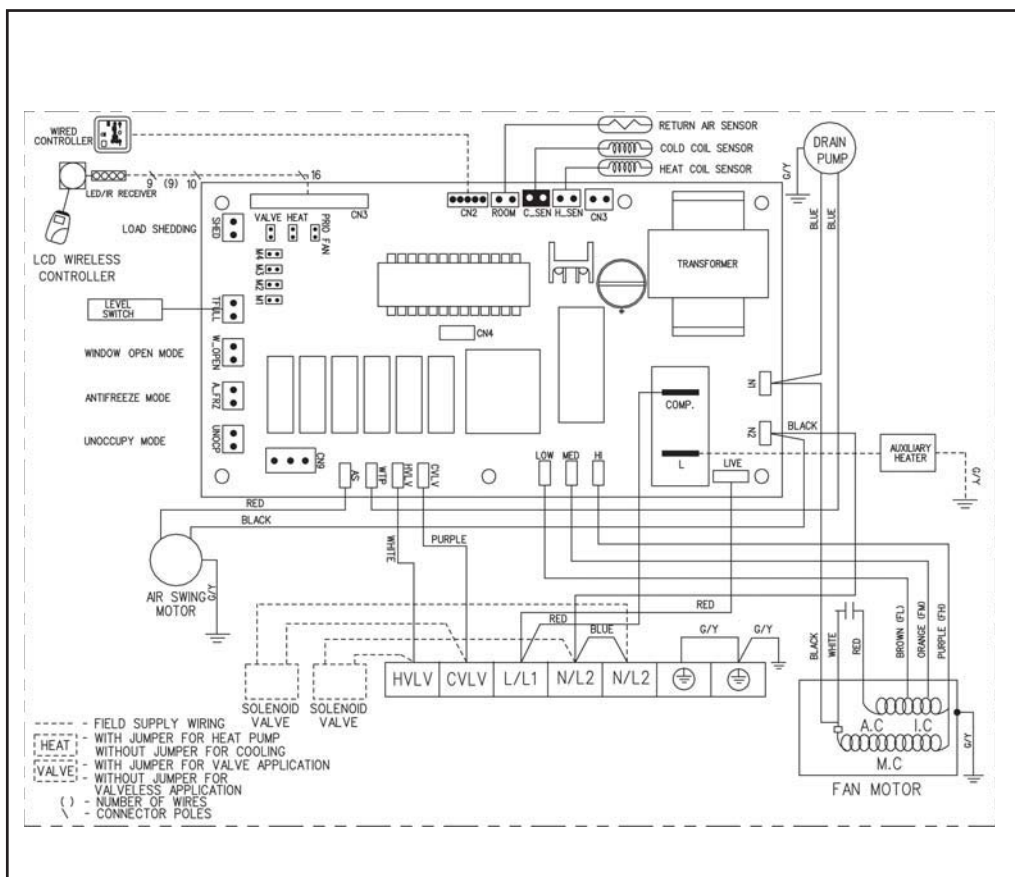 WIRED
CONTROLLER
RETURN AIR SENSOR
COLD COIL SENSOR
HEAT COIL SENSOR
DRAIN
PUMP
G/Y
BLUE
BLUE
LED/IR RECEIVER
9 (9) 10
16
LCD WIRELESS
CONTROLLER
CN3
CN2
ROOM
C_SEN
H_SEN
CN3
LOAD SHEDDING
SHED
VALVE
HEAT
PRIO FAN
M4
M3
M2
M1
TRANSFORMER
LEVEL
SWITCH
TFULL
CN4
WINDOW OPEN MODE
W_OPEN
ANTIFREEZE MODE
A_FRZ
UNOCCUPY MODE
UNOCP
CN9
COMP.
L
N1
N2
BLACK
AUXILIARY
HEATER
G/Y
LOW
MED
HI
LIVE
AS
WTP
HVLV
CVLV
RED
BLACK
WHITE
PURPLE
AIR SWING
MOTOR
G/Y
RED
RED
BLUE
G/Y
G/Y
HVLV
CVLV
L/L1
N/L2
N/L2
SOLENOID
VALVE
SOLENOID
VALVE
BLACK
WHITE
RED
BROWN (FL)
ORANGE (FM)
PURPLE (FH)
A.C
I.C
M.C
G/Y
FAN MOTOR
- FIELD SUPPLY WIRING
HEAT - WITH JUMPER FOR HEAT PUMP
WITHOUT JUMPER FOR COOLING
VALVE - WITH JUMPER FOR VALVE APPLICATION
- WITHOUT JUMPER FOR
VALVELESS APPLICATION
( ) - NUMBER OF WIRES
\ - CONNECTOR POLES